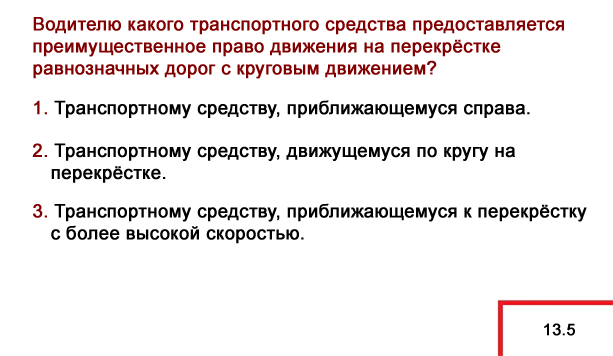 Водителю какого транспортного средства предоставляется
преимущественное право движения на перекрёстке
равнозначных дорог с круговым движением?
1. Транспортному средству, приближающемуся справа.
2. Транспортному средству, движущемуся по кругу на
перекрёстке.
3. Транспортному средству, приближающемуся к перекрёстку
с более высокой скоростью.
13.5